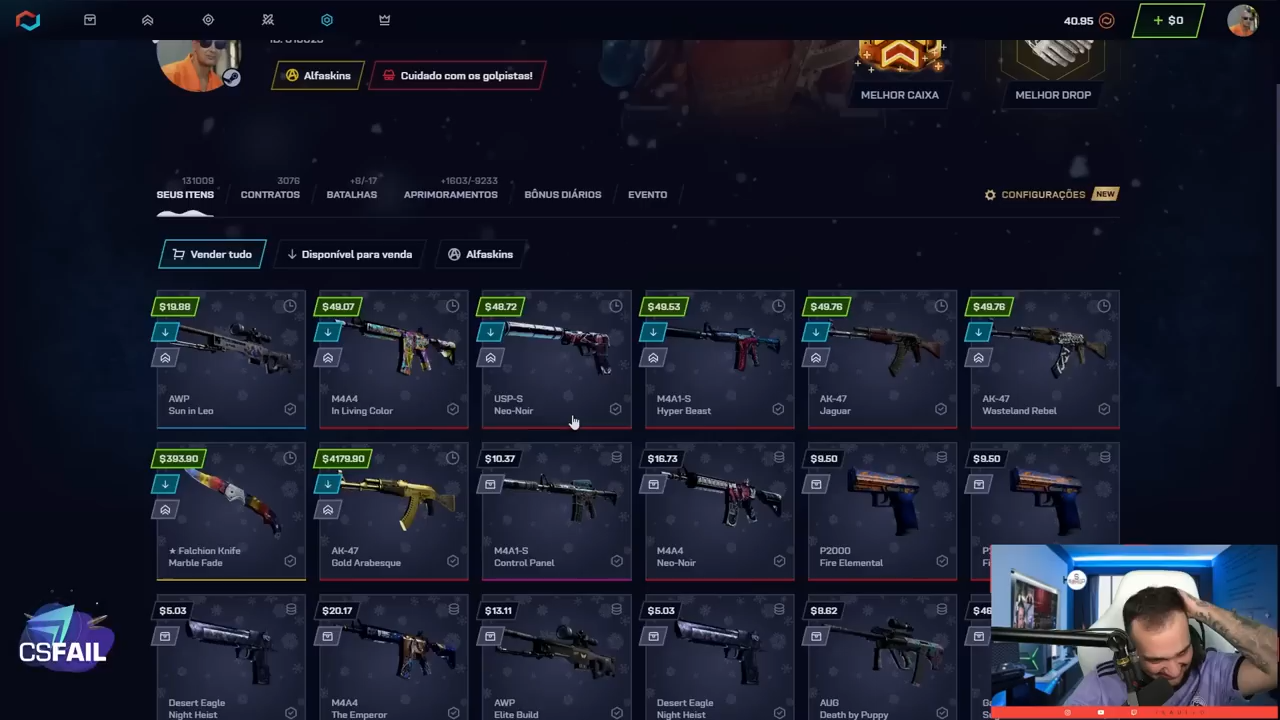 40.95
+ $0
Alfaskins
Cuidado com os golpistas!
MELHOR CAIXA
MELHOR DROP
131009
3076
+8/-17
+1603/-9233
SEUS ITENS
CONTRATOS
BATALHAS
APRIMORAMENTOS
BÔNUS DIÁRIOS
EVENTO
CONFIGURAÇÕES
NEW
Vender tudo
Disponível para venda
Alfaskins
$19.88
$49.07
$48.72
$49.53
$49.76
$49.76
AWP
Sun in Leo
M4A4
In Living Color
USP-S
Neo-Noir
M4A1-S
Hyper Beast
AK-47
Jaguar
AK-47
Wasteland Rebel
$393.90
$4179.90
$10.37
$16.73
$9.50
$9.50
★ Falchion Knife
Marble Fade
AK-47
Gold Arabesque
M4A1-S
Control Panel
M4A4
Neo-Noir
P2000
Fire Elemental
$5.03
$20.17
$13.11
$5.03
$8.62
Desert Eagle
Night Heist
M4A4
The Emperor
AWP
Elite Build
Desert Eagle
Night Heist
AUG
Death by Puppy
CSFAIL